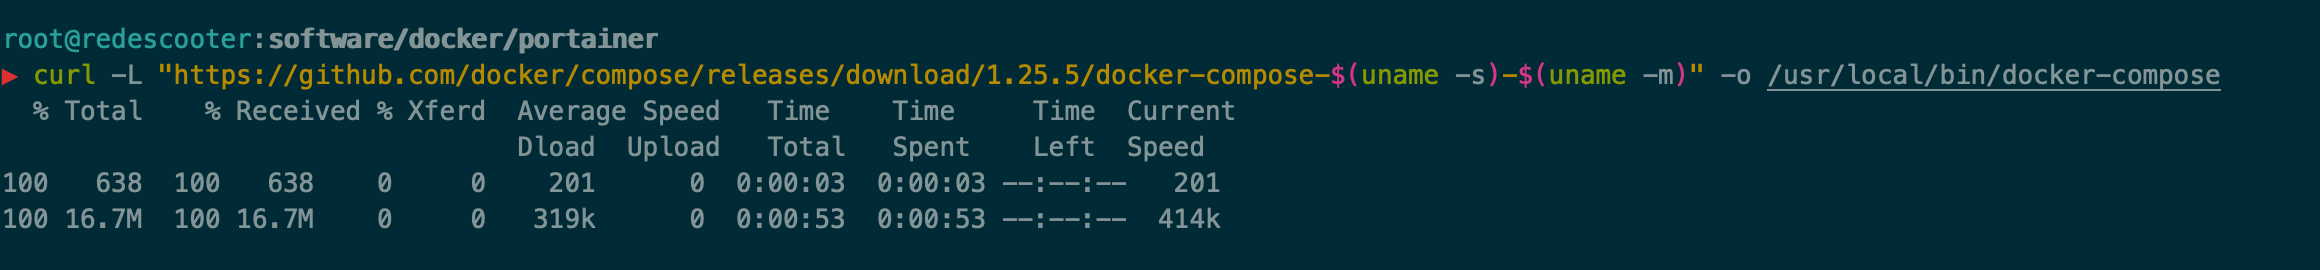 root@redescooter:software/docker/portainer
▶ curl -L "https://github.com/docker/compose/releases/download/1.25.5/docker-compose-$(uname -s)-$(uname -m)" -o /usr/local/bin/docker-compose
  % Total    % Received % Xferd  Average Speed   Time    Time     Time  Current
                                 Dload  Upload   Total   Spent    Left  Speed
100   638  100   638    0     0    201      0  0:00:03  0:00:03 --:--:--   201
100 16.7M  100 16.7M    0     0   319k      0  0:00:53  0:00:53 --:--:--  414k